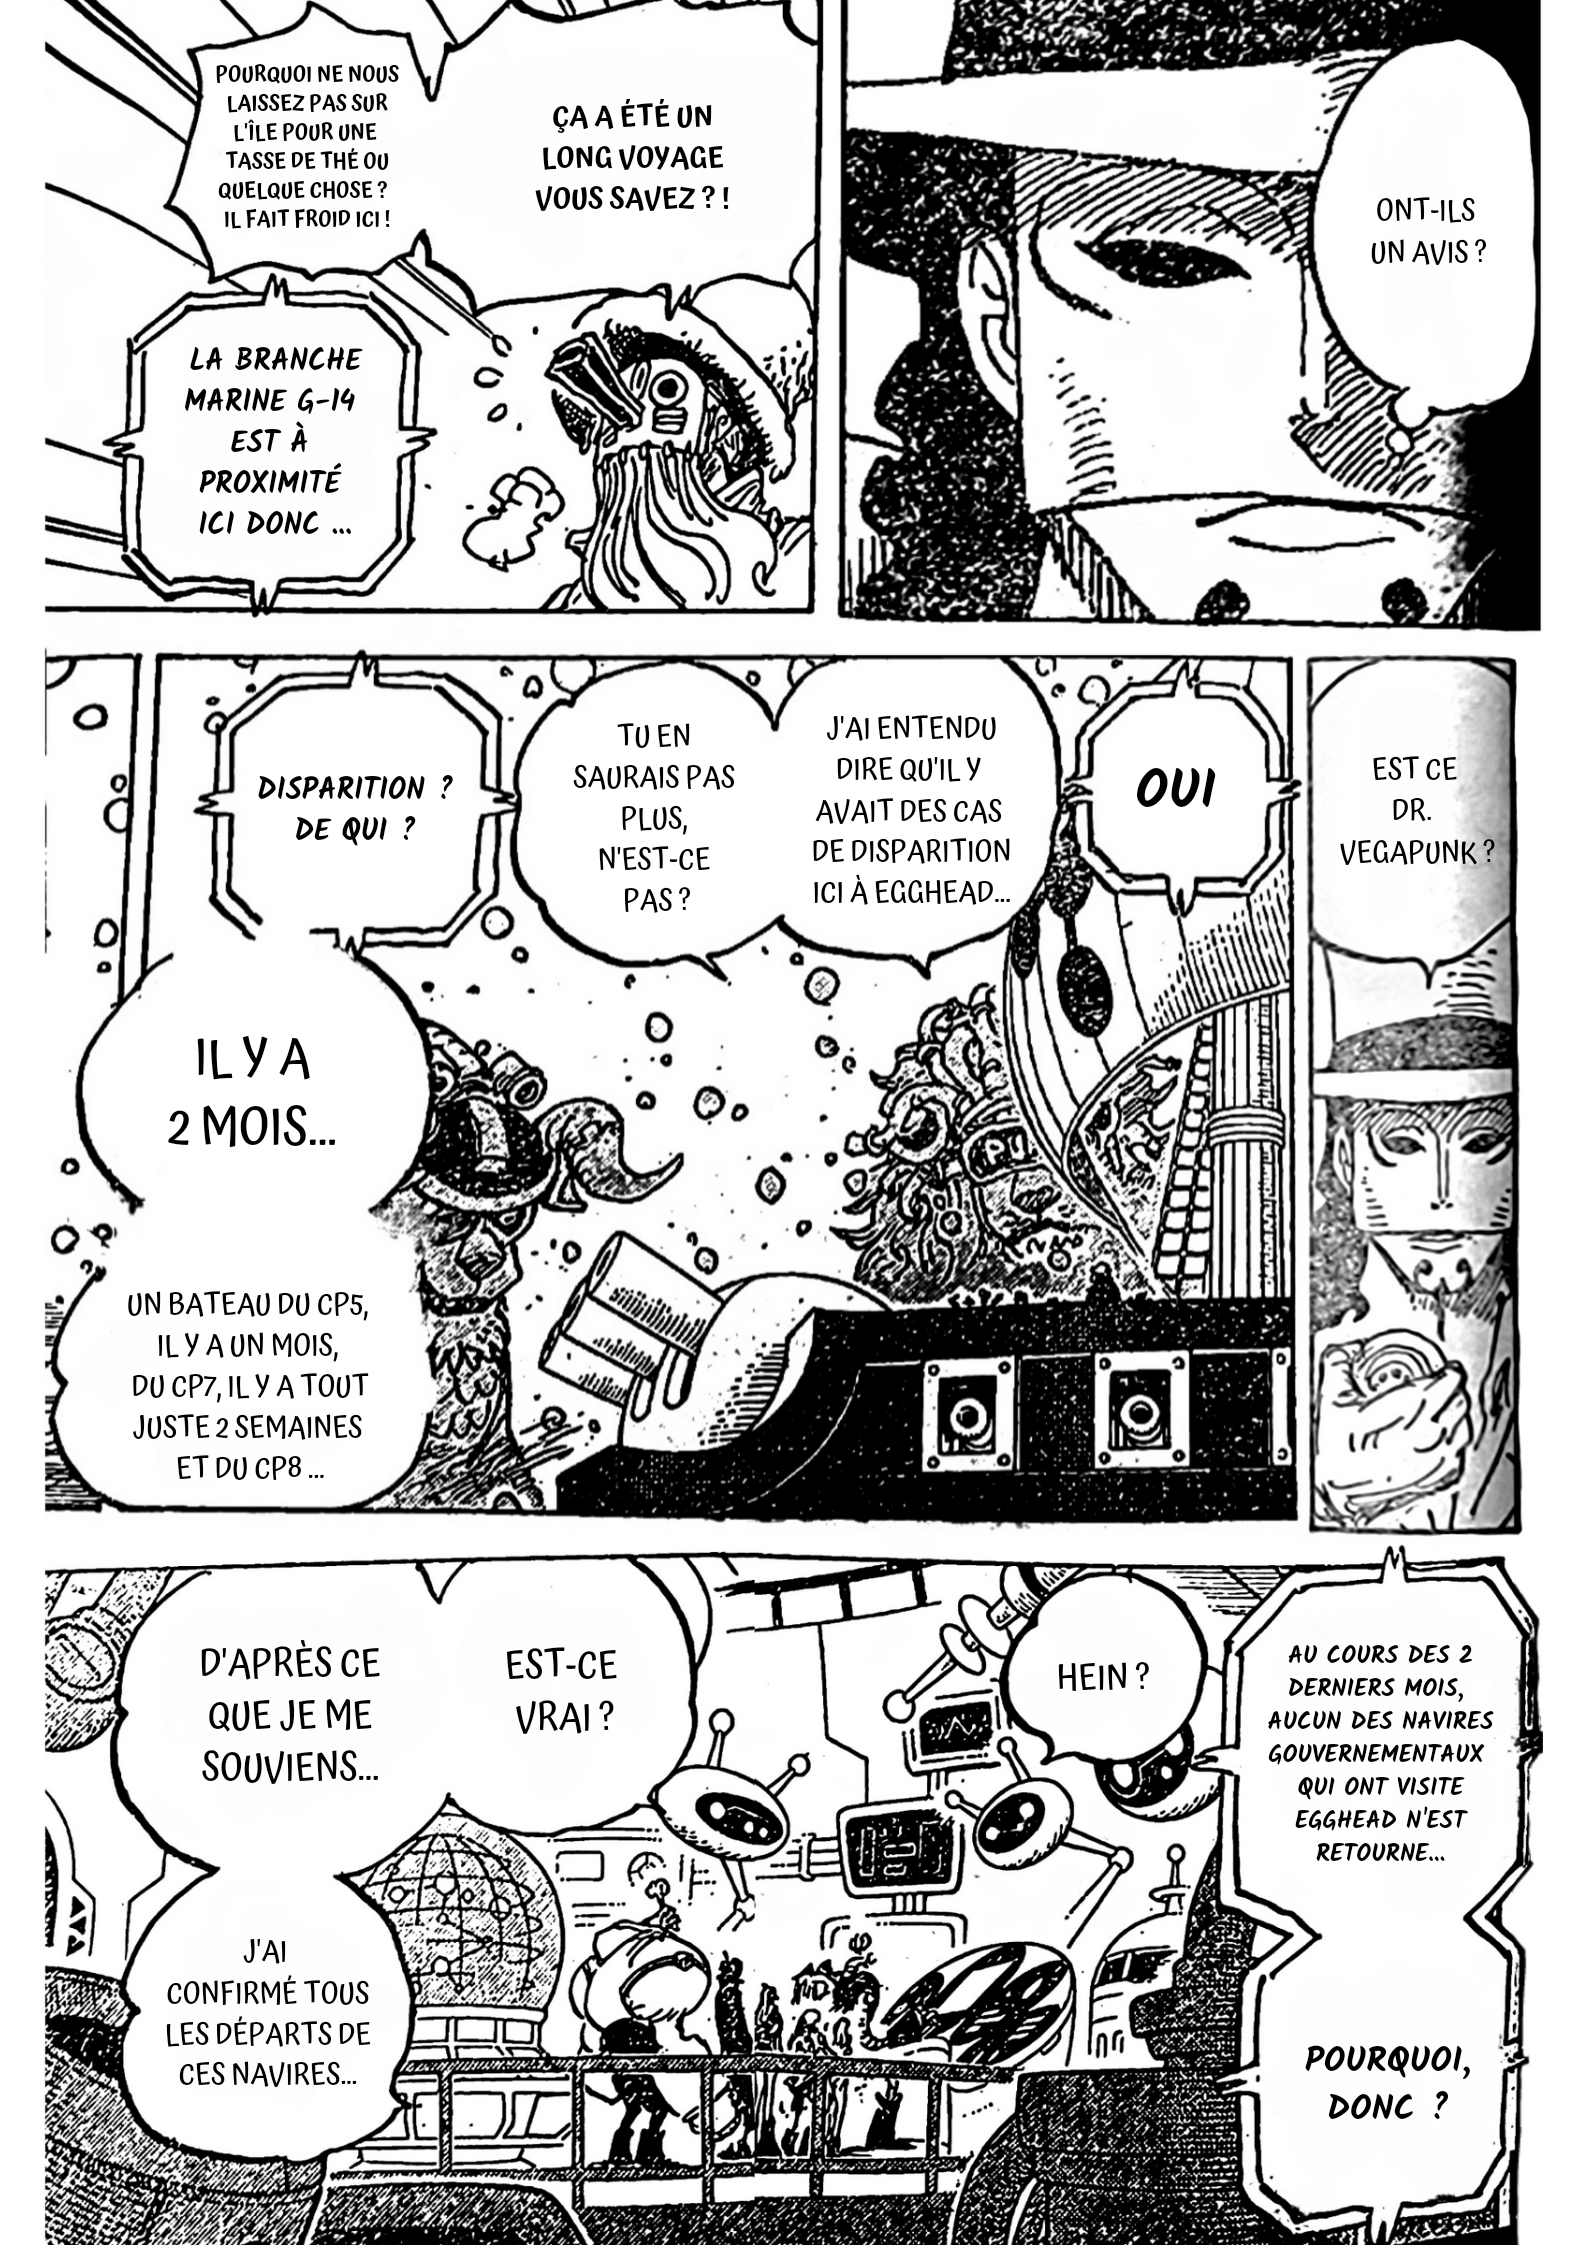 ONT-ILS
UN AVIS ?
ÇA A ÉTÉ UN
LONG VOYAGE
VOUS SAVEZ ? !
POURQUOI NE NOUS
LAISSEZ PAS SUR
L'ÎLE POUR UNE
TASSE DE THÉ OU
QUELQUE CHOSE ?
IL FAIT FROID ICI !
LA BRANCHE
MARINE G-14
EST À
PROXIMITÉ
ICI DONC ...
EST CE
DR.
VEGAPUNK ?
OUI
J'AI ENTENDU
DIRE QU'IL Y
AVAIT DES CAS
DE DISPARITION
ICI À EGGHEAD...
TU EN
SAURAIS PAS
PLUS,
N'EST-CE
PAS ?
DISPARITION ?
DE QUI ?
IL Y A
2 MOIS...
UN BATEAU DU CP5,
IL Y A UN MOIS,
DU CP7, IL Y A TOUT
JUSTE 2 SEMAINES
ET DU CP8 ...
AU COURS DES 2
DERNIERS MOIS,
AUCUN DES NAVIRES
GOUVERNEMENTAUX
QUI ONT VISITE
EGGHEAD N'EST
RETOURNE...
POURQUOI,
DONC ?
HEIN ?
EST-CE
VRAI ?
D'APRÈS CE
QUE JE ME
SOUVIENS...
J'AI
CONFIRMÉ TOUS
LES DÉPARTS DE
CES NAVIRES...